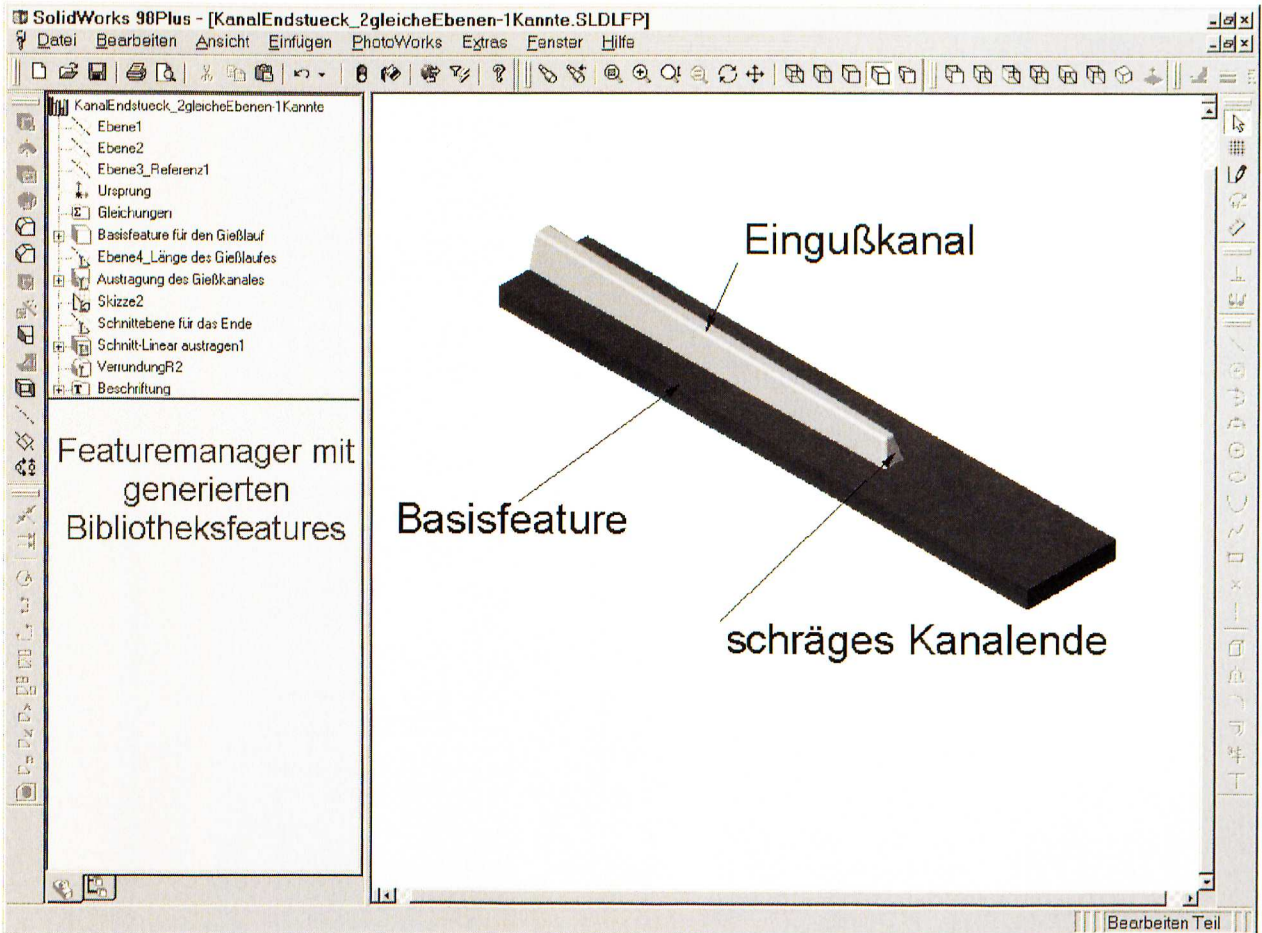 SolidWorks 98Plus - [KanalEndstueck_2gleicheEbenen-1Kannte.SLDLFP]
Datei Bearbeiten Ansicht Einfügen PhotoWorks Extras Fenster Hilfe
KanalEndstueck_2gleicheEbenen-1Kannte
Ebene1
Ebene2
Ebene3_Referenz1
Ursprung
Gleichungen
Basisfeature für den Gießlauf
Ebene4_Länge des Gießlaufes
Austragung des Gießkanales
Skizze2
Schnittebene für das Ende
Schnitt-Linear austragen1
VerrundungR2
Beschriftung
Featuremanager mit
generierten
Bibliotheksfeatures
Eingußkanal
Basisfeature
schräges Kanalende
Bearbeiten Teil